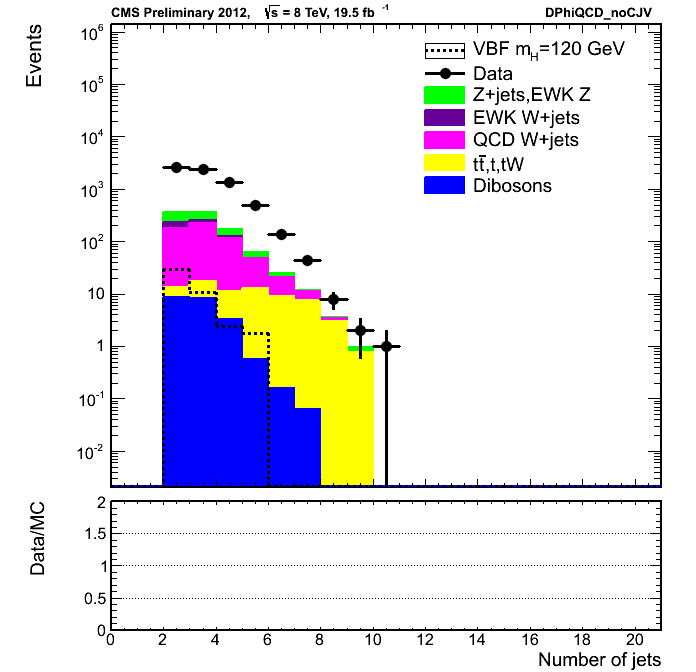 CMS Preliminary 2012, √s = 8 TeV, 19.5 fb⁻¹ DPhiQCD_noCJV
Events
10⁶
10⁵
10⁴
10³
10²
10
1
10⁻¹
10⁻²
VBF m_H=120 GeV
Data
Z+jets,EWK Z
EWK W+jets
QCD W+jets
tt̅,t,tW
Dibosons
Data/MC
2
1.5
1
0.5
0
0 2 4 6 8 10 12 14 16 18 20
Number of jets